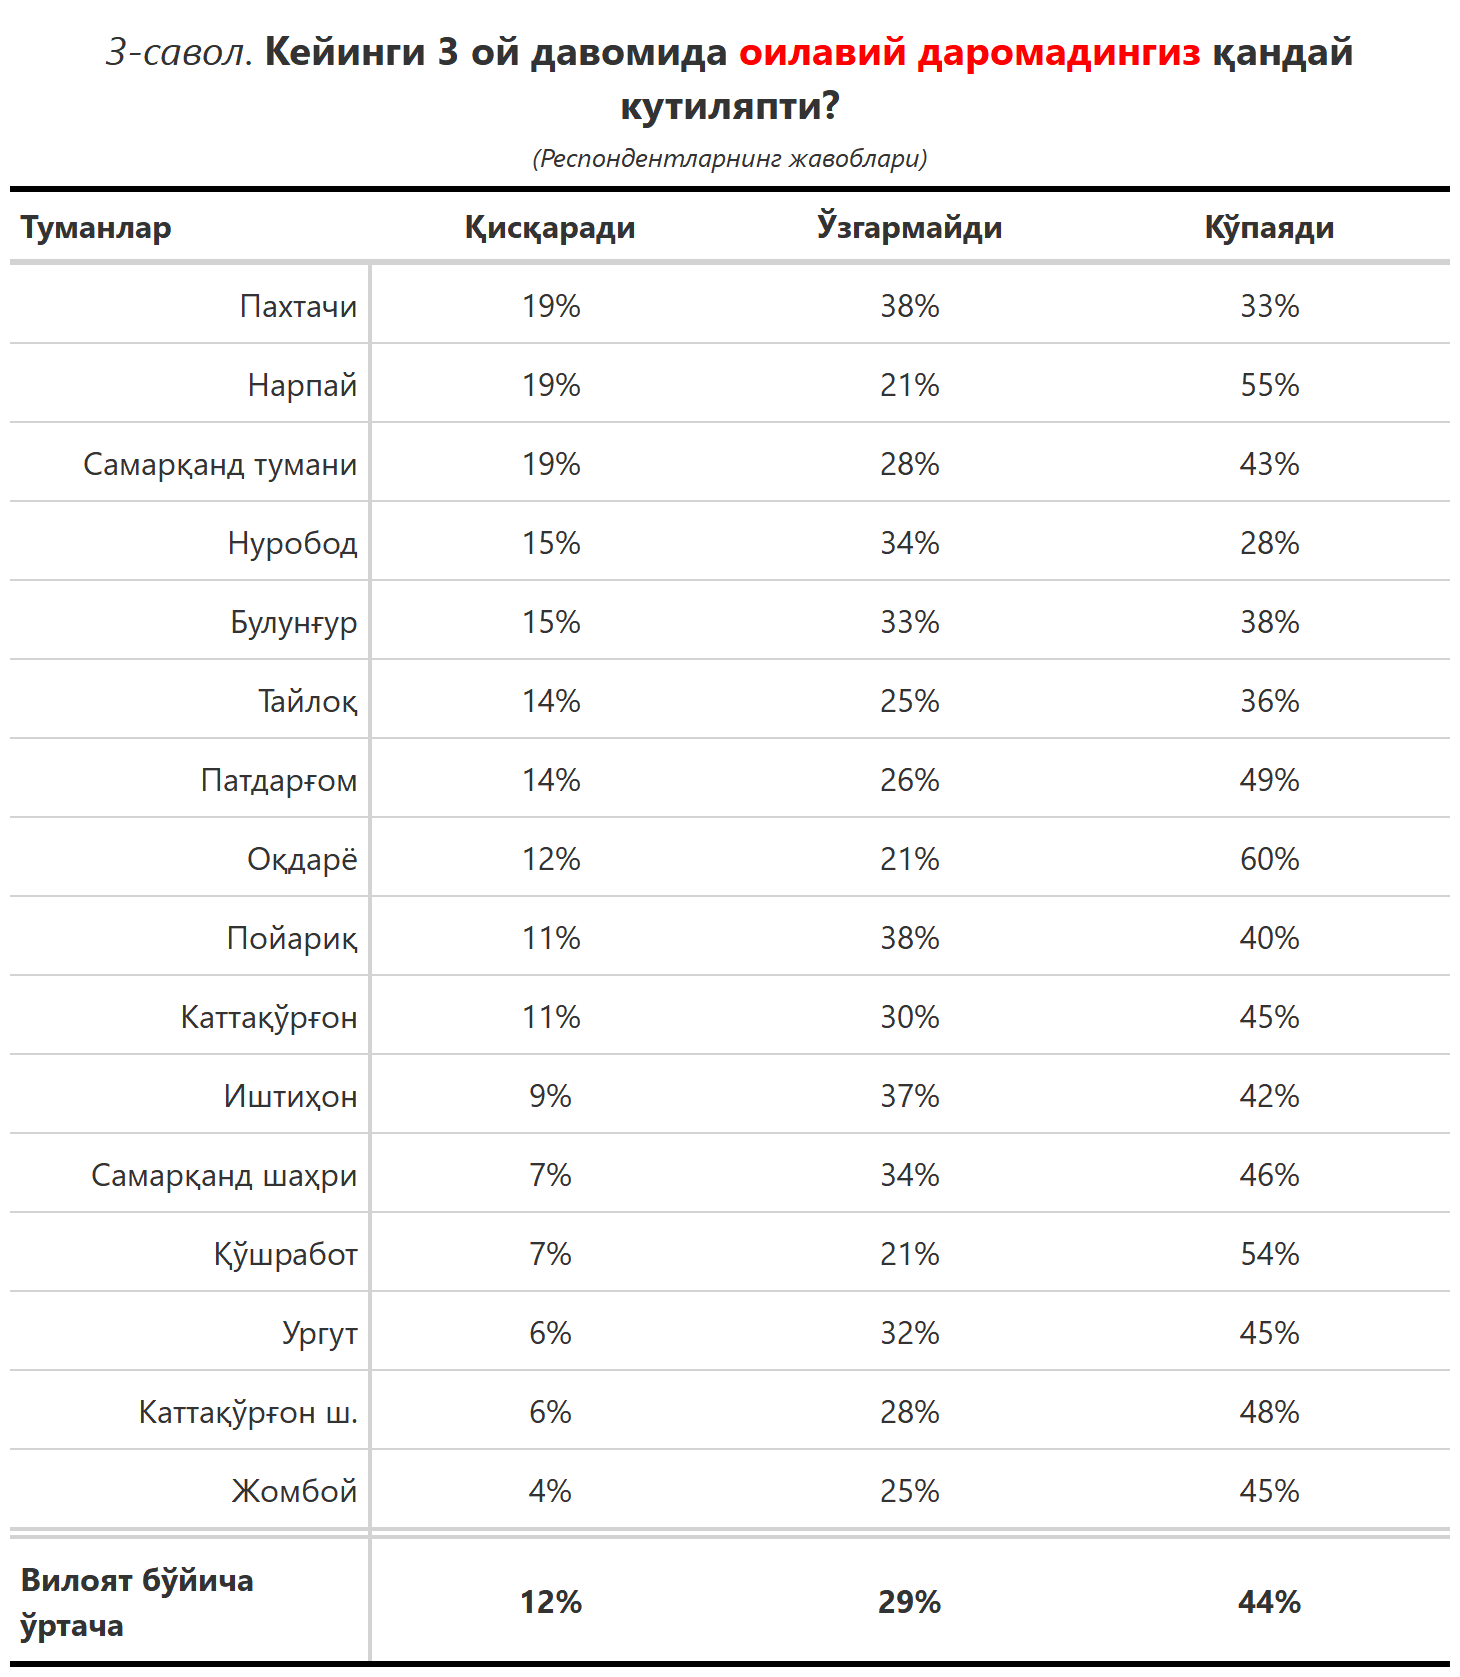 3-савол. Кейинги 3 ой давомида оилавий даромадингиз қандай
кутиляпти?
(Респондентларнинг жавоблари)
Туманлар Қисқаради Ўзгармайди Кўпаяди
Пахтачи 19% 38% 33%
Нарпай 19% 21% 55%
Самарқанд тумани 19% 28% 43%
Нуробод 15% 34% 28%
Булунғур 15% 33% 38%
Тайлоқ 14% 25% 36%
Патдарғом 14% 26% 49%
Оқдарё 12% 21% 60%
Пойариқ 11% 38% 40%
Каттақўрғон 11% 30% 45%
Иштиҳон 9% 37% 42%
Самарқанд шаҳри 7% 34% 46%
Қўшработ 7% 21% 54%
Ургут 6% 32% 45%
Каттақўрғон ш. 6% 28% 48%
Жомбой 4% 25% 45%
Вилоят бўйича
ўртача 12% 29% 44%